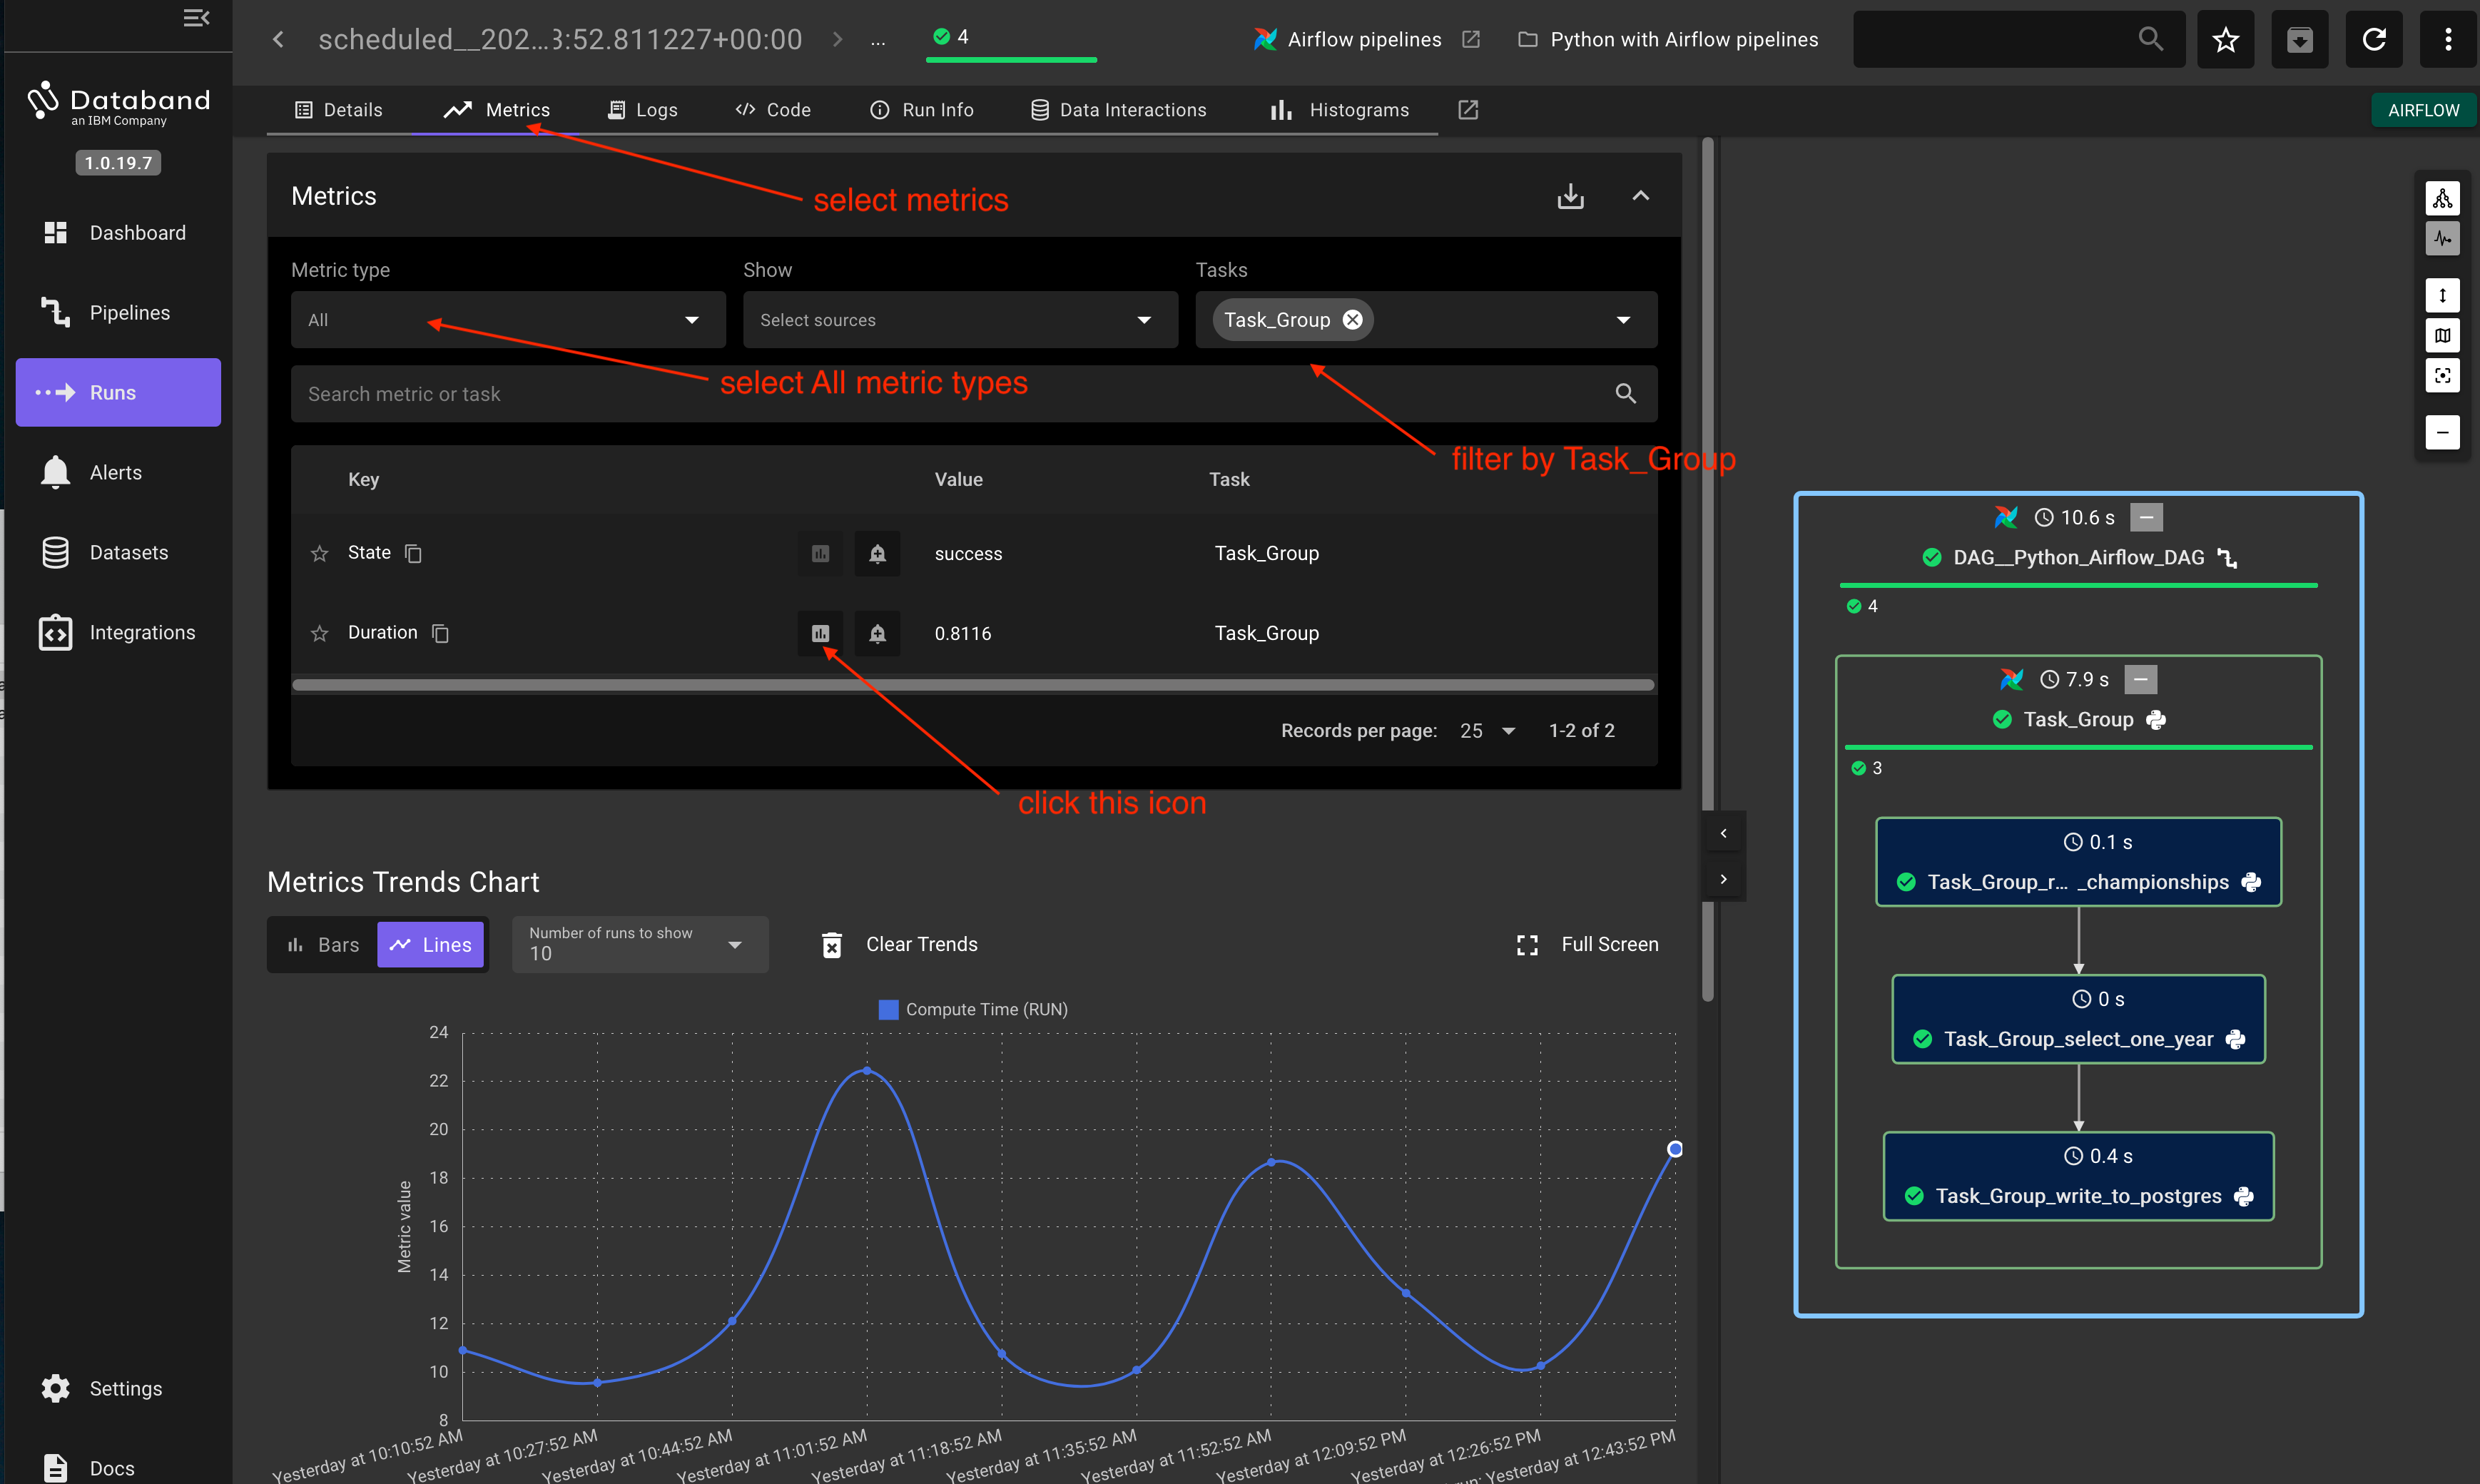 scheduled__202...3:52.811227+00:00
...
4
Airflow pipelines
Python with Airflow pipelines
Databand
an IBM Company
1.0.19.7
Dashboard
Pipelines
Runs
Alerts
Datasets
Integrations
Settings
Docs
Details
Metrics
Logs
Code
Run Info
Data Interactions
Histograms
AIRFLOW
Metrics
select metrics
Metric type
Show
Tasks
All
Select sources
Task_Group
select All metric types
Search metric or task
filter by Task_Group
Key
Value
Task
State
success
Task_Group
Duration
0.8116
Task_Group
Records per page:
25
1-2 of 2
click this icon
Metrics Trends Chart
Bars
Lines
Number of runs to show
10
Clear Trends
Full Screen
Compute Time (RUN)
24
22
20
18
16
14
12
10
8
Metric value
Yesterday at 10:10:52 AM
Yesterday at 10:27:52 AM
Yesterday at 10:44:52 AM
Yesterday at 11:01:52 AM
Yesterday at 11:18:52 AM
Yesterday at 11:35:52 AM
Yesterday at 11:52:52 AM
Yesterday at 12:09:52 PM
Yesterday at 12:26:52 PM
run: Yesterday at 12:43:52 PM
10.6 s
DAG__Python_Airflow_DAG
4
7.9 s
Task_Group
3
0.1 s
Task_Group_r... _championships
0 s
Task_Group_select_one_year
0.4 s
Task_Group_write_to_postgres